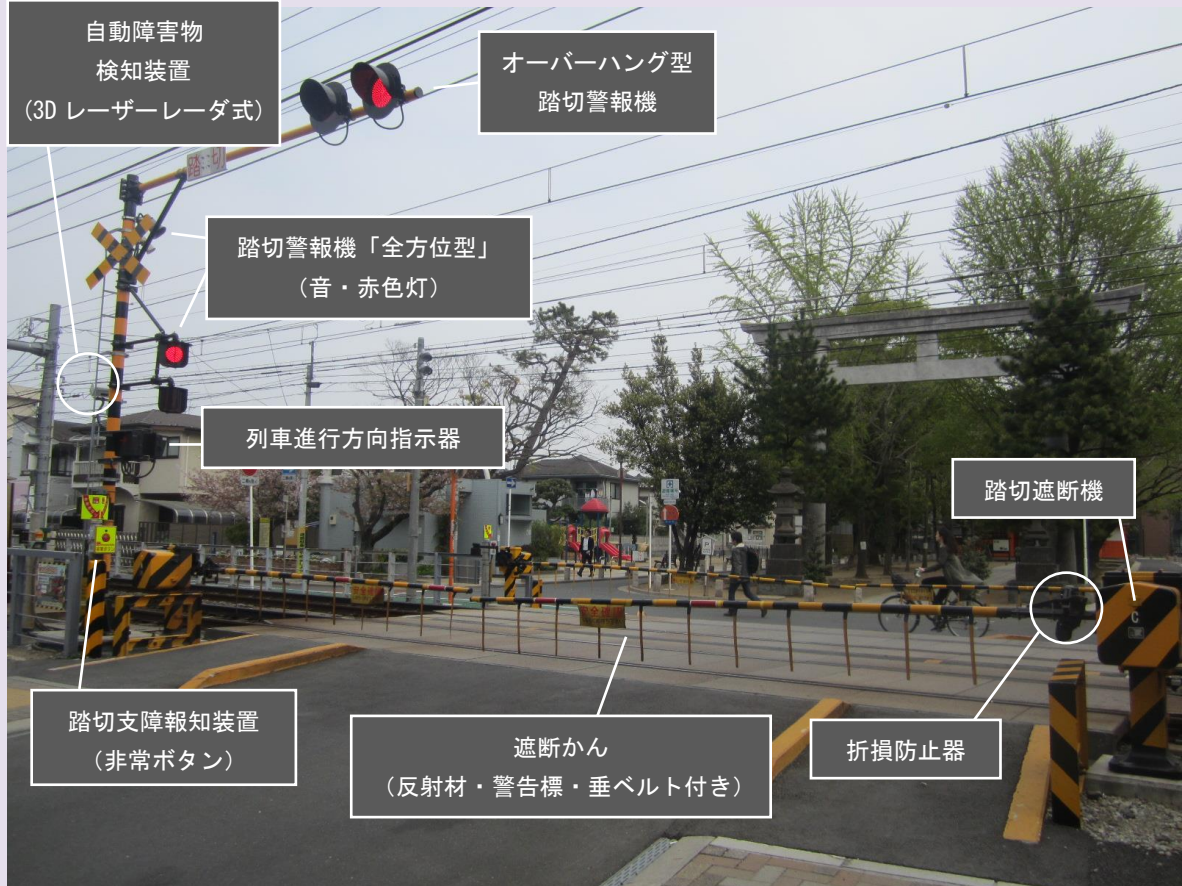 自動障害物
検知装置
（3D レーザーレーダ式）
オーバーハング型
踏切警報機
踏切警報機「全方位型」
（音・赤色灯）
列車進行方向指示器
踏切遮断機
踏切支障報知装置
（非常ボタン）
遮断かん
（反射材・警告標・垂ベルト付き）
折損防止器
踏
切
C